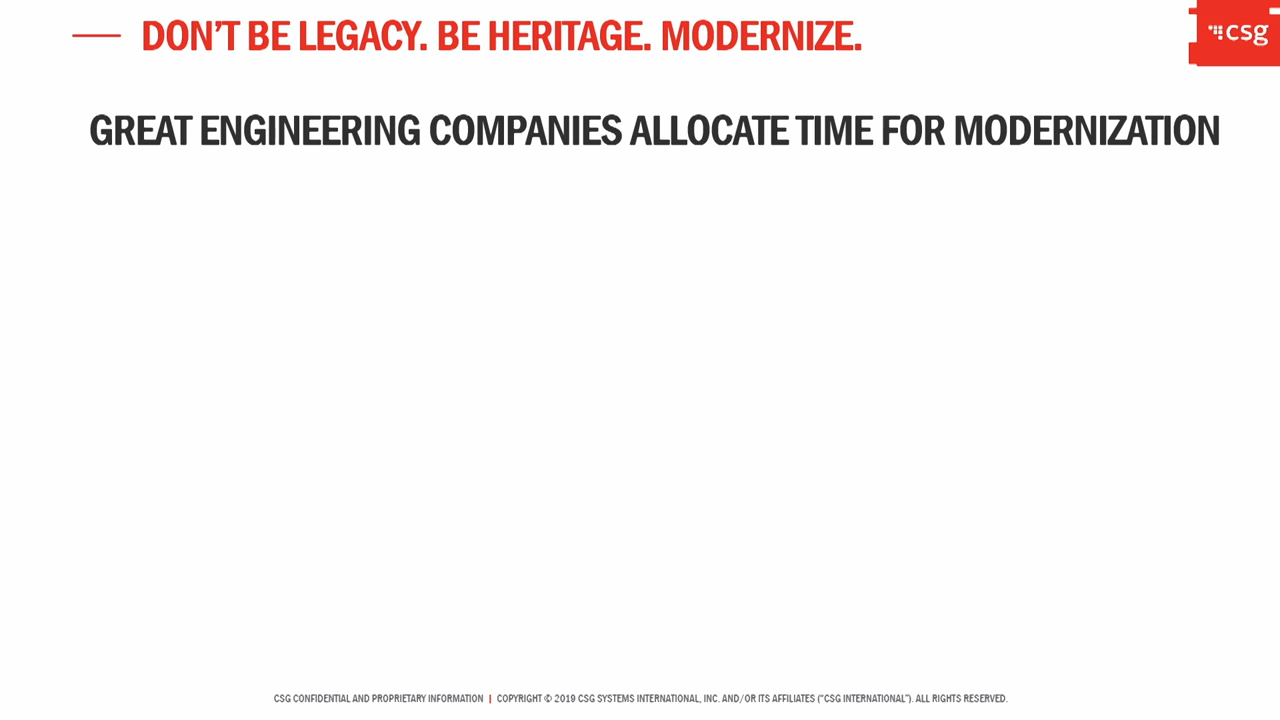 DON'T BE LEGACY. BE HERITAGE. MODERNIZE.
csg
GREAT ENGINEERING COMPANIES ALLOCATE TIME FOR MODERNIZATION
CSG CONFIDENTIAL AND PROPRIETARY INFORMATION | COPYRIGHT © 2019 CSG SYSTEMS INTERNATIONAL, INC. AND/OR ITS AFFILIATES ("CSG INTERNATIONAL"). ALL RIGHTS RESERVED.